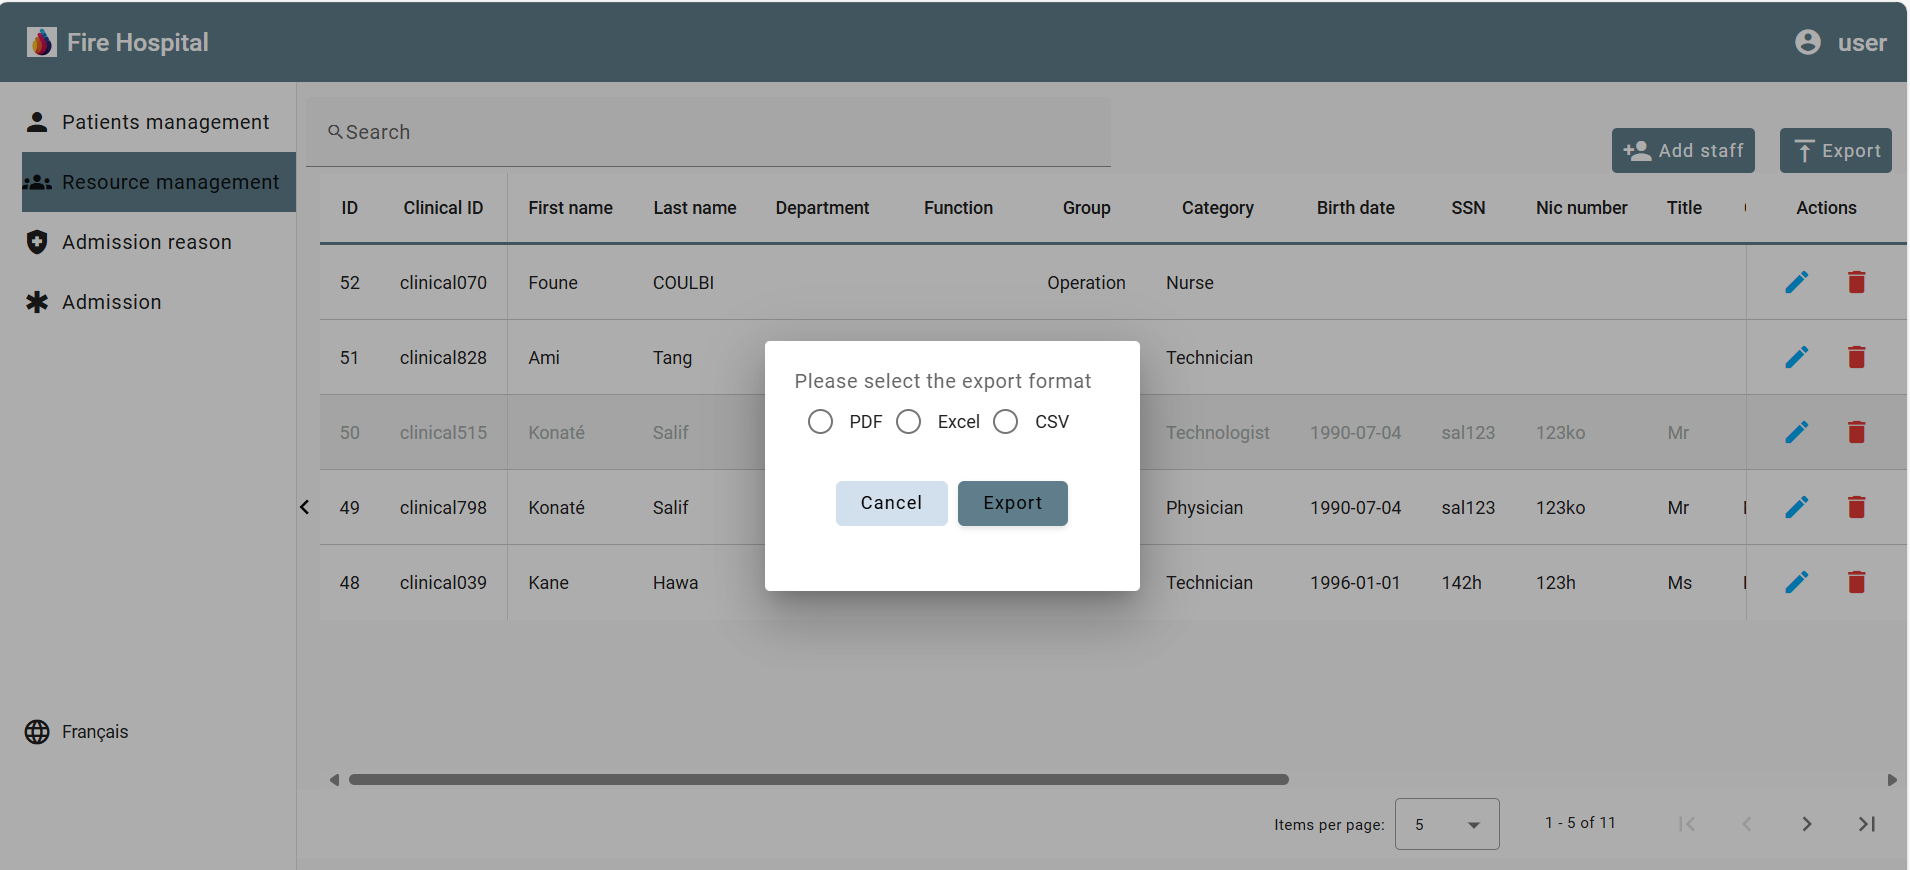 Fire Hospital
user
Patients management
Resource management
Admission reason
Admission
Français
Search
Add staff
Export
ID Clinical ID First name Last name Department Function Group Category Birth date SSN Nic number Title Actions
52 clinical070 Foune COULBI Operation Nurse
51 clinical828 Ami Tang Technician
50 clinical515 Konaté Salif Technologist 1990-07-04 sal123 123ko Mr
49 clinical798 Konaté Salif Physician 1990-07-04 sal123 123ko Mr
48 clinical039 Kane Hawa Technician 1996-01-01 142h 123h Ms
Please select the export format
PDF Excel CSV
Cancel Export
Items per page: 5 1 - 5 of 11